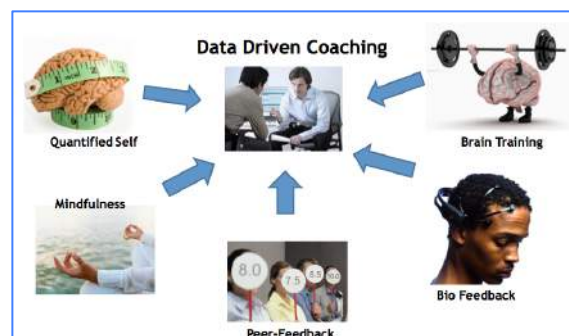 Data Driven Coaching
Quantified Self
Brain Training
Mindfulness
8.0
7.5
8.5
10.0
Bio Feedback
Peer-Feedback